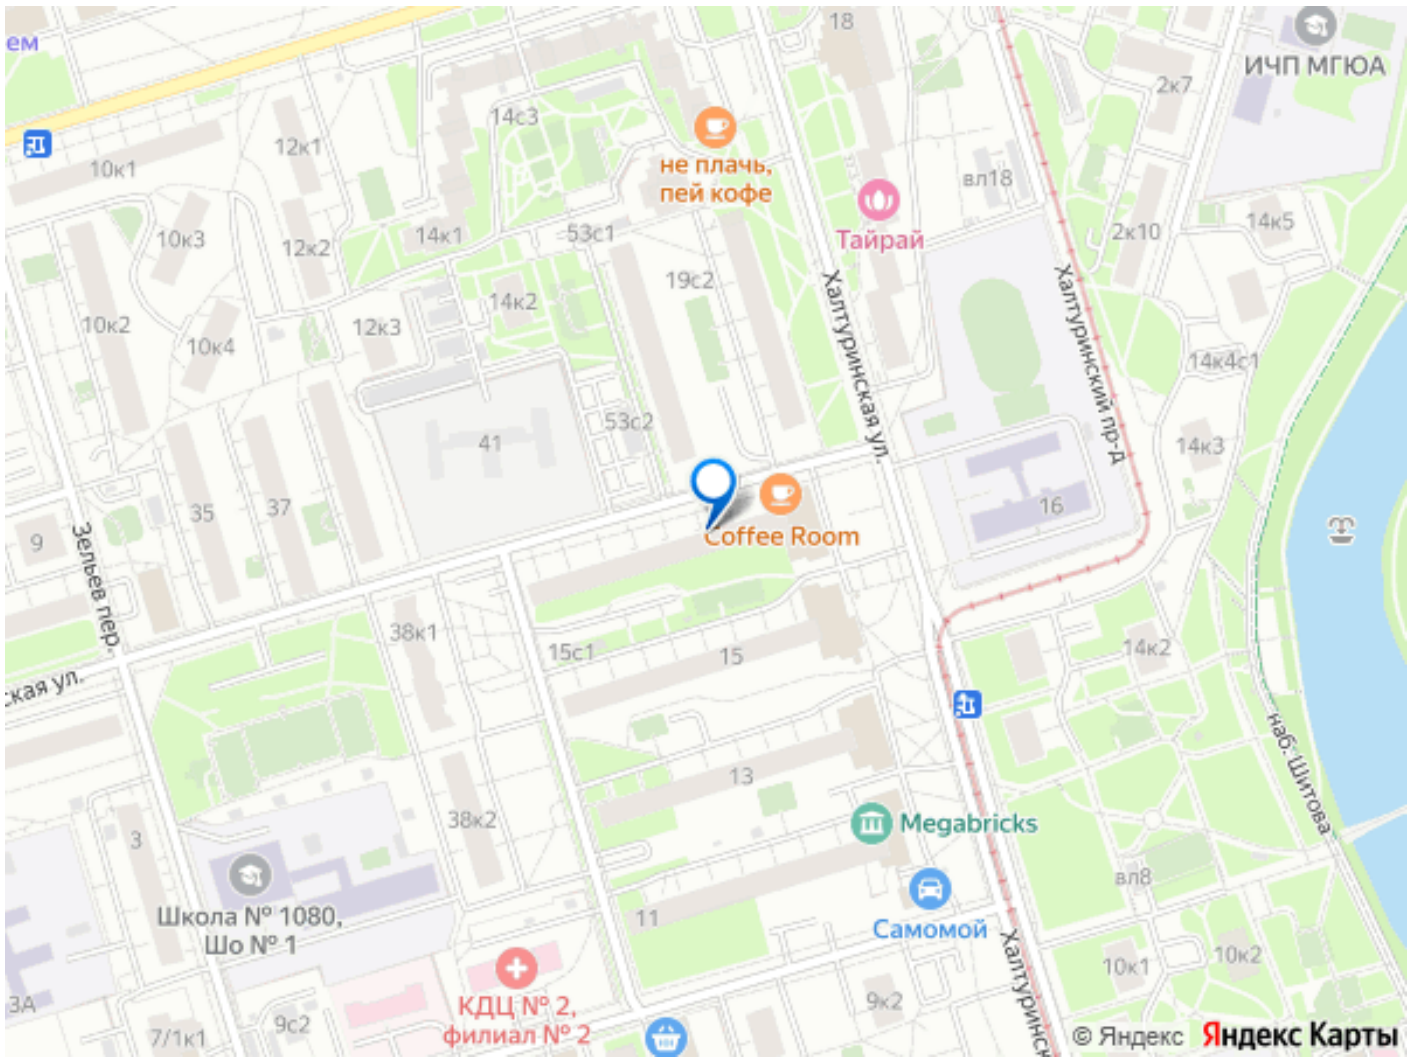 18
ем
ИЧП МГЮА
2к7
14с3
12к1
10к1
не плачь,
пей кофе
вл18
Тайрай
14к5
2к10
10к3
12к2
14к1
53с1
19с2
14к2
Халтуринская ул.
Халтуринский пр-д
10к2
12к3
10к4
14к4с1
53с2
41
14к3
35
37
16
9
Coffee Room
Зельев пер.
38к1
15с1
15
14к2
ская ул.
наб. Шитова
13
38к2
Megabricks
3
вл8
Школа № 1080,
Шо № 1
11
Самомой
Халтуринск
10к2
10к1
КДЦ № 2,
филиал № 2
3А
9с2
7/1к1
9к2
© Яндекс Яндекс Карты